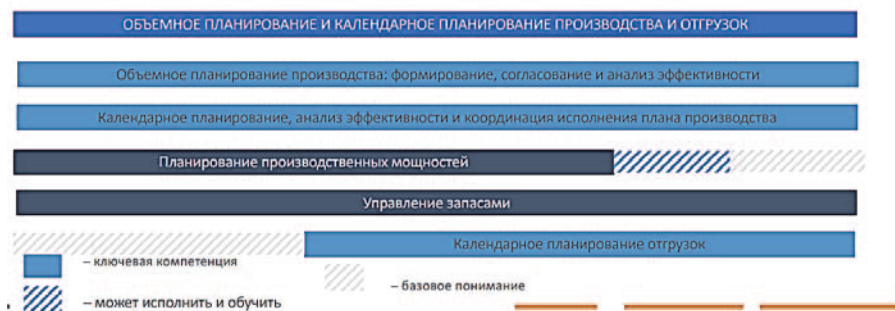 ОБЪЕМНОЕ ПЛАНИРОВАНИЕ И КАЛЕНДАРНОЕ ПЛАНИРОВАНИЕ ПРОИЗВОДСТВА И ОТГРУЗОК
Объемное планирование производства: формирование, согласование и анализ эффективности
Календарное планирование, анализ эффективности и координация исполнения плана производства
Планирование производственных мощностей
Управление запасами
Календарное планирование отгрузок
– ключевая компетенция
– базовое понимание
– может исполнить и обучить